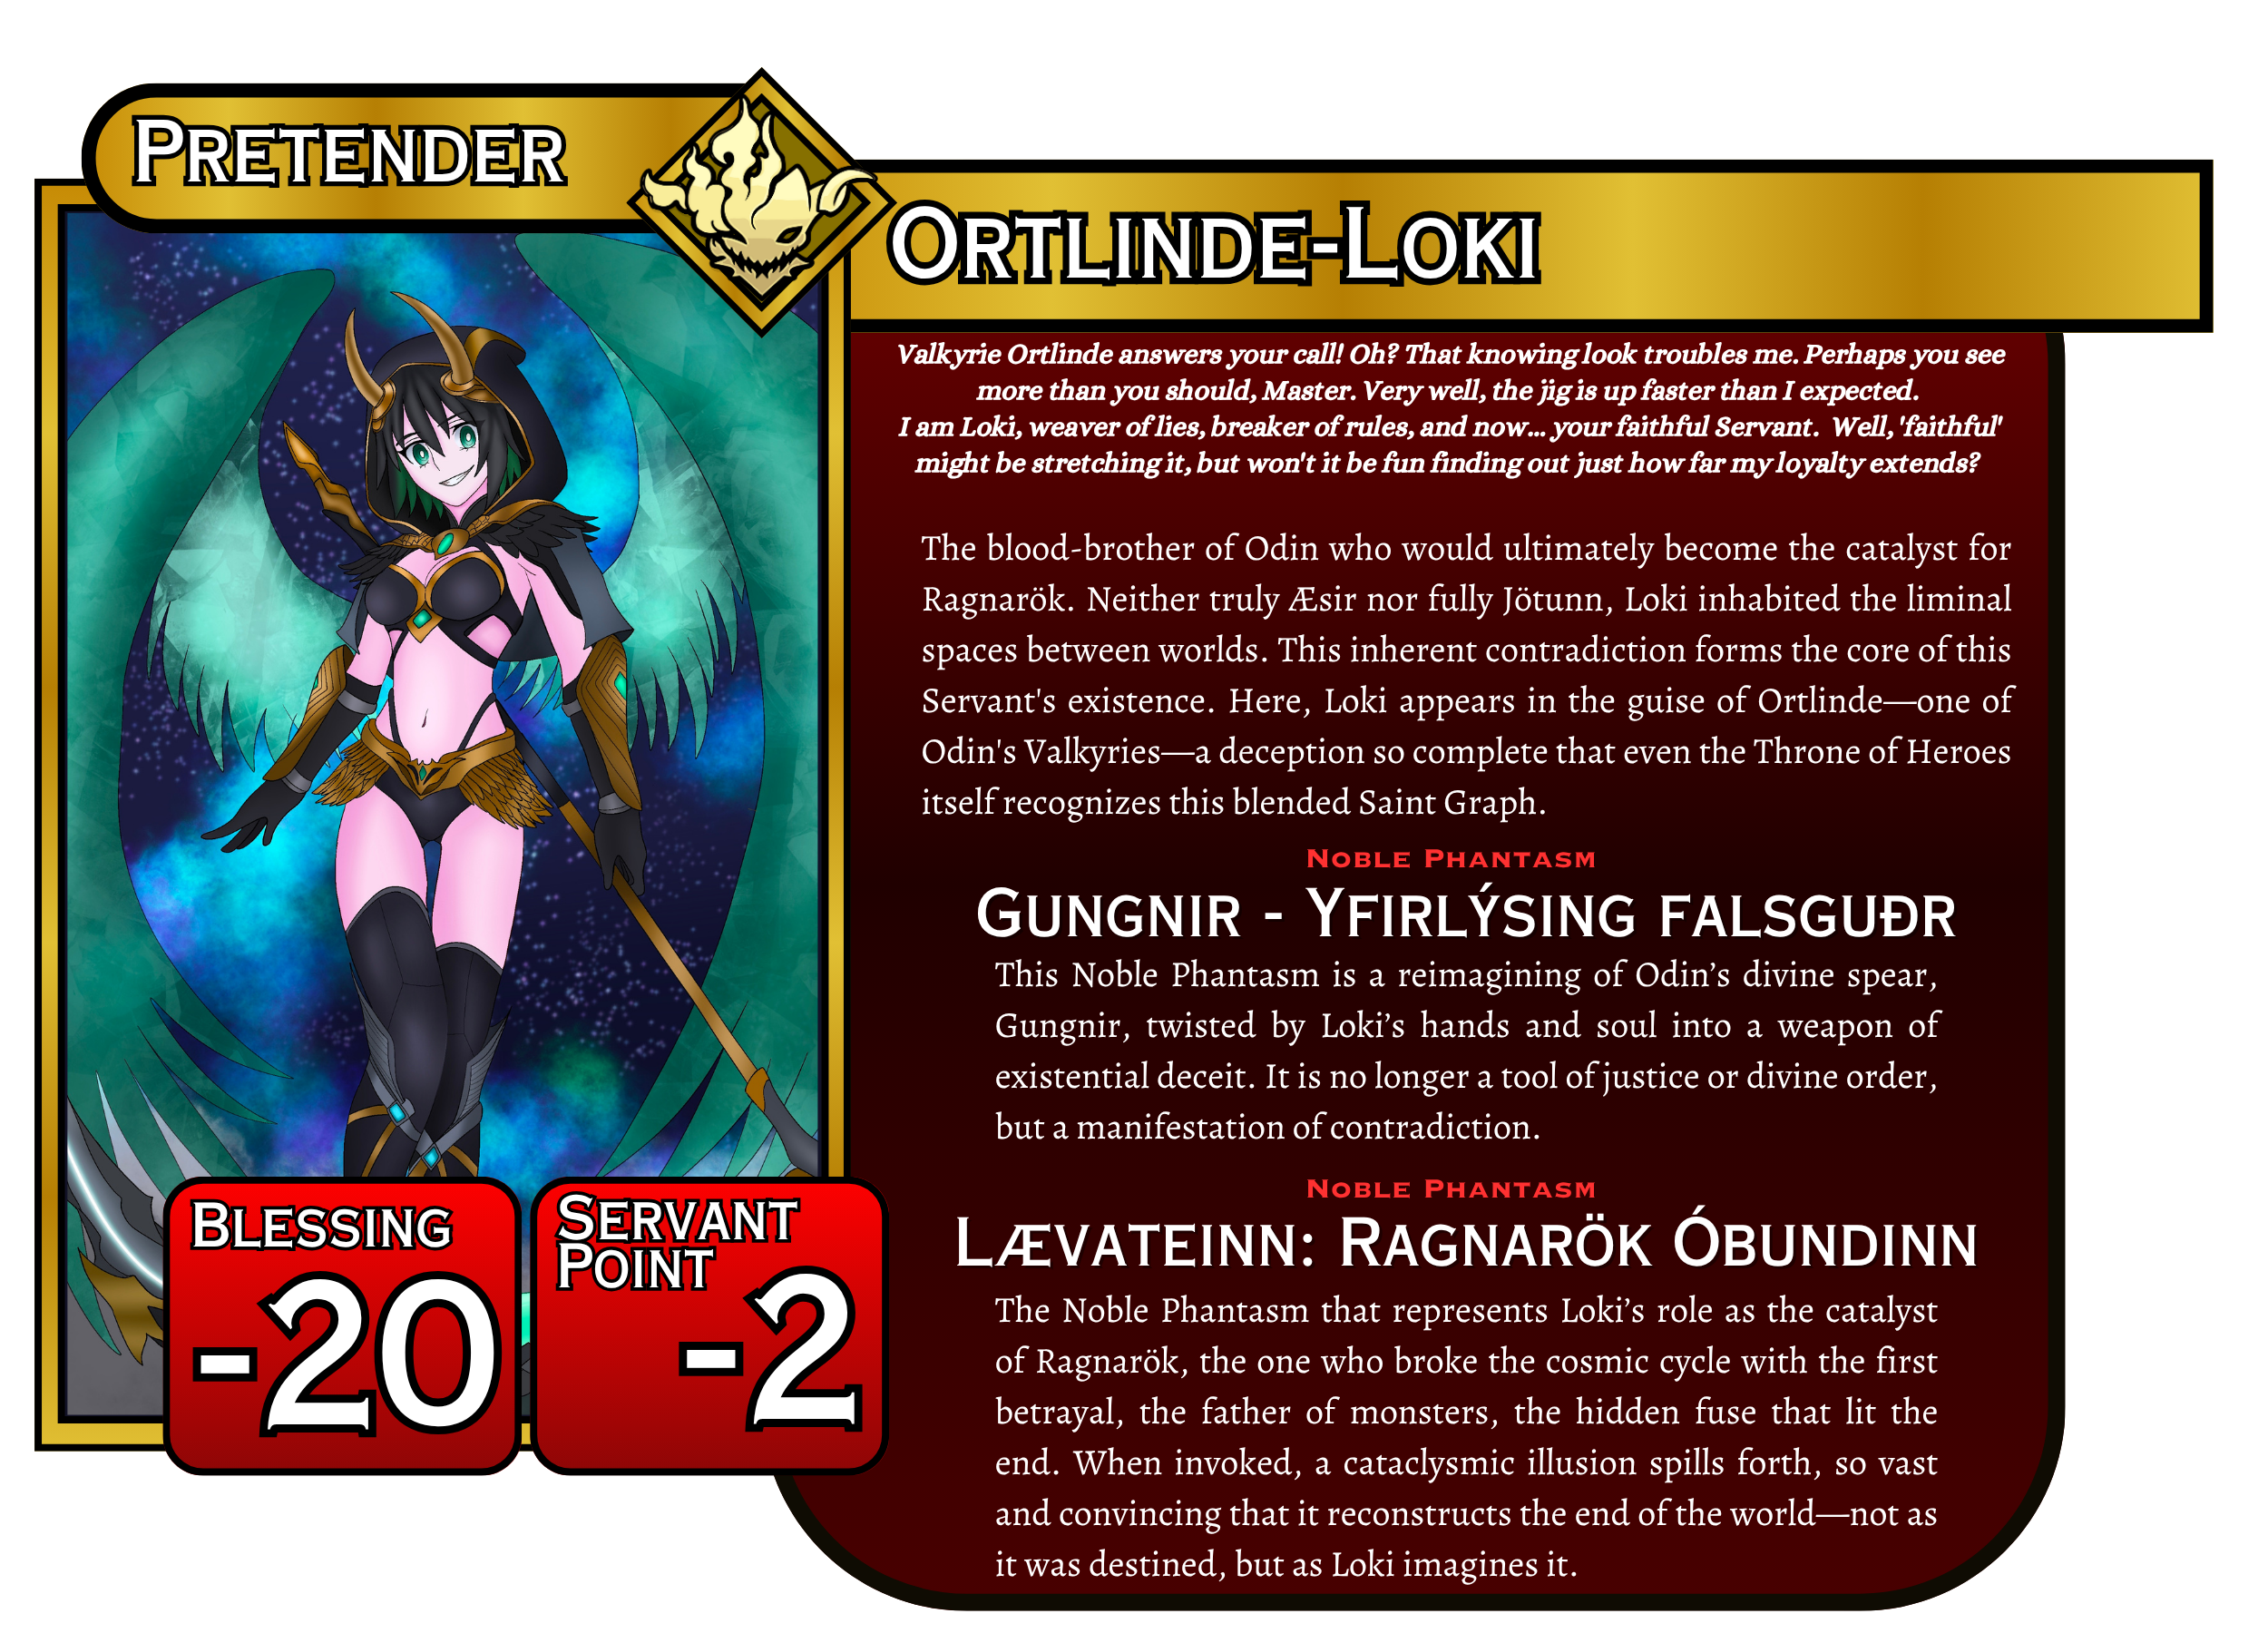 Pretender
Ortlinde-Loki
Valkyrie Ortlinde answers your call! Oh? That knowing look troubles me. Perhaps you see
more than you should, Master. Very well, the jig is up faster than I expected.
I am Loki, weaver of lies, breaker of rules, and now... your faithful Servant. Well, 'faithful'
might be stretching it, but won't it be fun finding out just how far my loyalty extends?
The blood-brother of Odin who would ultimately become the catalyst for
Ragnarök. Neither truly Æsir nor fully Jötunn, Loki inhabited the liminal
spaces between worlds. This inherent contradiction forms the core of this
Servant's existence. Here, Loki appears in the guise of Ortlinde—one of
Odin's Valkyries—a deception so complete that even the Throne of Heroes
itself recognizes this blended Saint Graph.
Noble Phantasm
Gungnir - Yfirlýsing falsguðr
This Noble Phantasm is a reimagining of Odin’s divine spear,
Gungnir, twisted by Loki’s hands and soul into a weapon of
existential deceit. It is no longer a tool of justice or divine order,
but a manifestation of contradiction.
Noble Phantasm
Lævateinn: Ragnarök Óbundinn
The Noble Phantasm that represents Loki’s role as the catalyst
of Ragnarök, the one who broke the cosmic cycle with the first
betrayal, the father of monsters, the hidden fuse that lit the
end. When invoked, a cataclysmic illusion spills forth, so vast
and convincing that it reconstructs the end of the world—not as
it was destined, but as Loki imagines it.
Blessing
-20
Servant
Point
-2